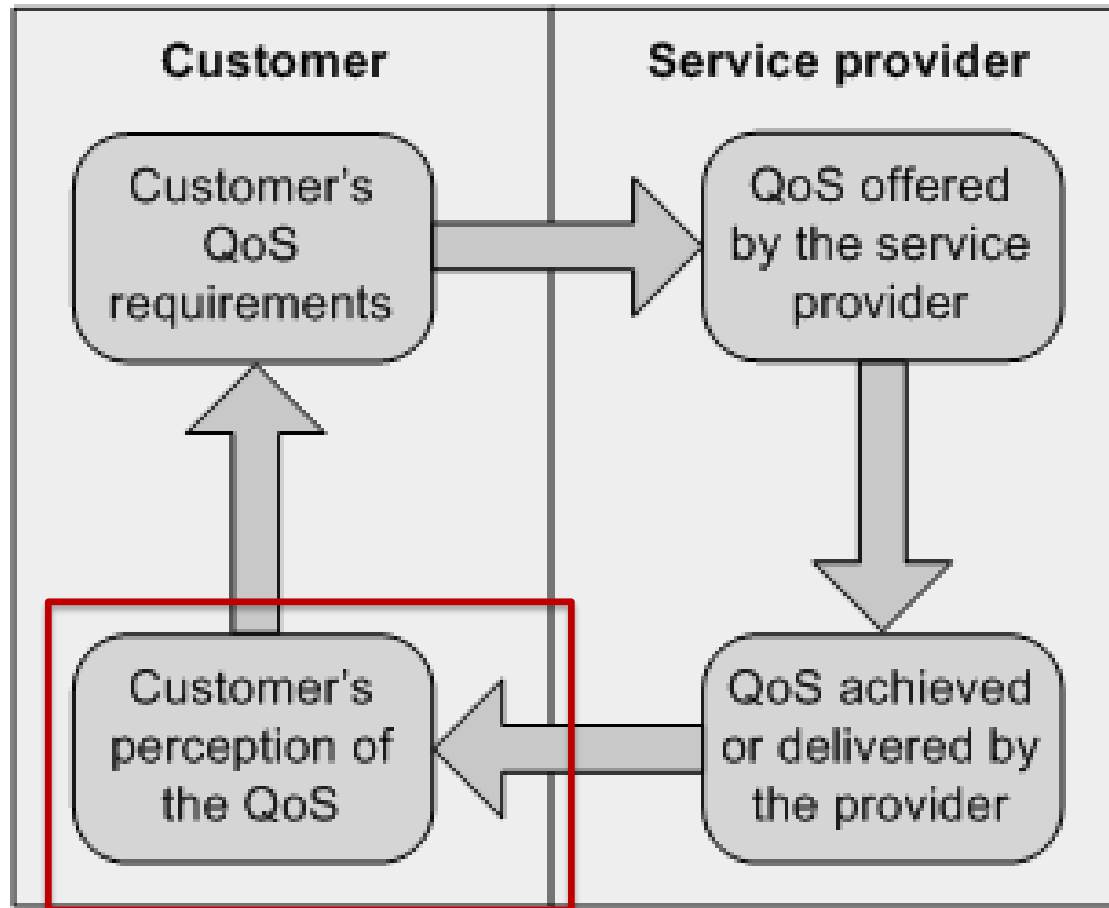 Customer
Service provider
Customer's
QoS
requirements
QoS offered
by the service
provider
Customer's
perception of
the QoS
QoS achieved
or delivered by
the provider